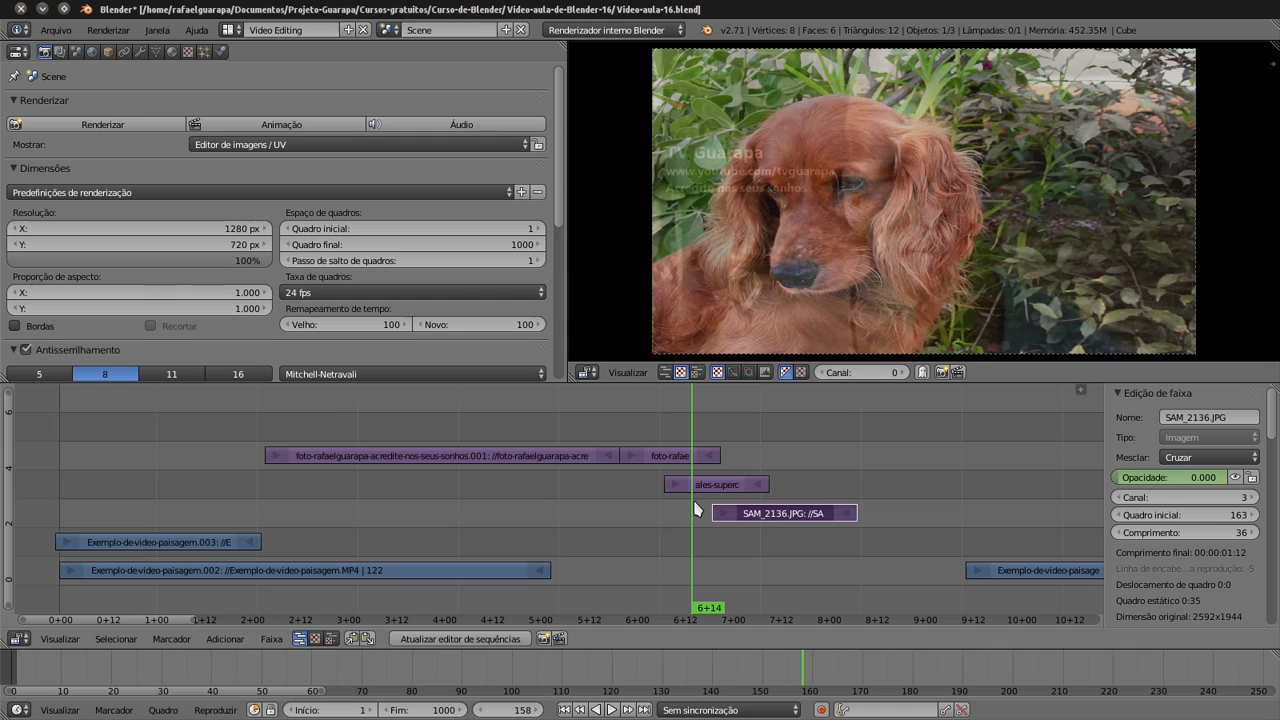 Blender* [/home/rafaelguarapa/Documentos/Projeto-Guarapa/Cursos-gratuitos/Curso-de-Blender/Video-aula-de-Blender-16/Video-aula-16.blend]
Arquivo Renderizar Janela Ajuda Video Editing Scene Renderizador interno Blender v2.71 | Vértices: 8 | Faces: 6 | Triângulos: 12 | Objetos: 1/3 | Lâmpadas: 0/1 | Memória: 452.35M | Cube
Scene
Renderizar
Renderizar Animação Áudio
Mostrar: Editor de imagens / UV
Dimensões
Predefinições de renderização
Resolução: Espaço de quadros:
X: 1280 px Quadro inicial: 1
Y: 720 px Quadro final: 1000
100% Passo de salto de quadros: 1
Proporção de aspecto: Taxa de quadros:
X: 1.000 24 fps
Y: 1.000 Remapeamento de tempo:
Bordas Recortar Velho: 100 Novo: 100
Antisserrilhamento
5 8 11 16 Mitchell-Netravali
Tv Guarapa
www.youtube.com/tvguarapa
Acredite nos seus sonhos
Visualizar Canal: 0
6
4
2
0
foto-rafaelguarapa-acredite-nos-seus-sonhos.001: //foto-rafaelguarapa-acre foto-rafae
ales-superc
SAM_2136.JPG: //SA
Exemplo-de-video-paisagem.003: //E
Exemplo-de-video-paisagem.002: //Exemplo-de-video-paisagem.MP4 | 122 Exemplo-de-video-paisage
6+14
0+00 0+12 1+00 1+12 2+00 2+12 3+00 3+12 4+00 4+12 5+00 5+12 6+00 6+12 7+00 7+12 8+00 8+12 9+00 9+12 10+00 10+12
Edição de faixa
Nome: SAM_2136.JPG
Tipo: Imagem
Mesclar: Cruzar
Opacidade: 0.000
Canal: 3
Quadro inicial: 163
Comprimento: 36
Comprimento final: 00:00:01:12
Linha de encabe...a reprodução: -5
Deslocamento de quadro 0:0
Quadro estático 0:35
Dimensão original: 2592x1944
Visualizar Selecionar Marcador Adicionar Faixa Atualizar editor de sequências
0 10 20 30 40 50 60 70 80 90 100 110 120 130 140 150 160 170 180 190 200 210 220 230 240 250
Visualizar Marcador Quadro Reproduzir Início: 1 Fim: 1000 158 Sem sincronização